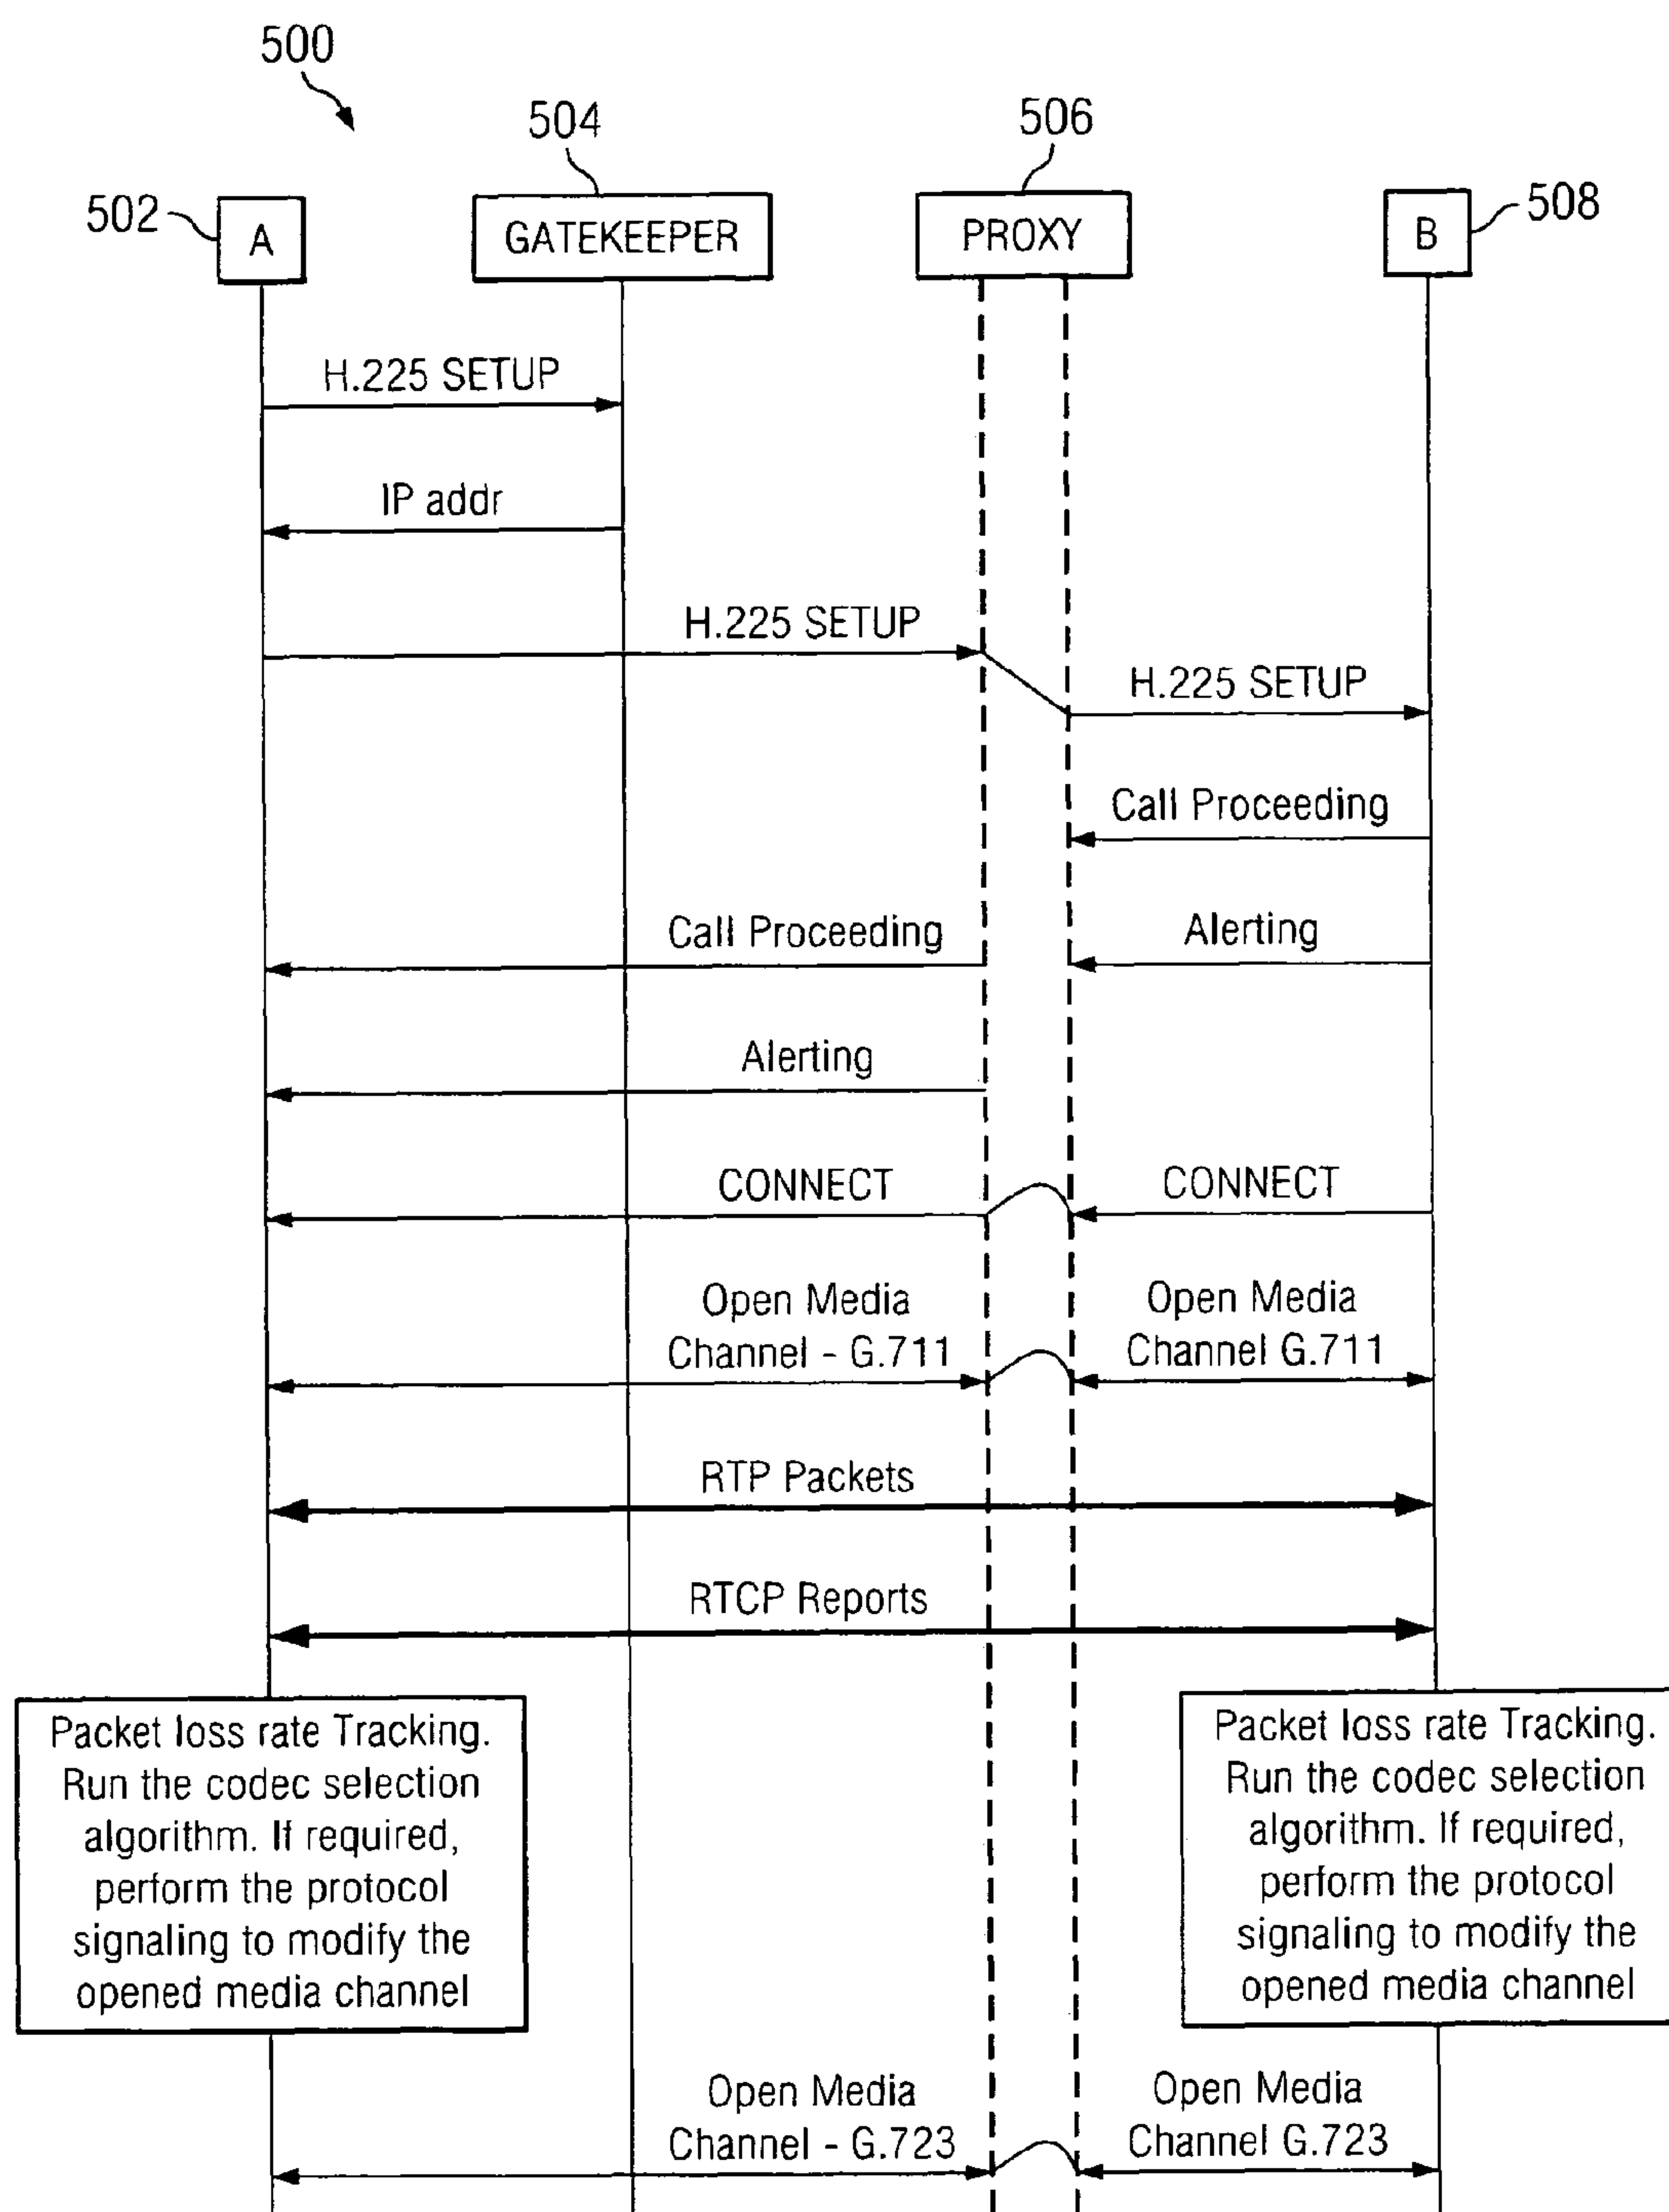 500
504
506
502
A
GATEKEEPER
PROXY
B
508
H.225 SETUP
IP addr
H.225 SETUP
H.225 SETUP
Call Proceeding
Call Proceeding
Alerting
Alerting
CONNECT
CONNECT
Open Media
Channel - G.711
Open Media
Channel G.711
RTP Packets
RTCP Reports
Packet loss rate Tracking.
Run the codec selection
algorithm. If required,
perform the protocol
signaling to modify the
opened media channel
Packet loss rate Tracking.
Run the codec selection
algorithm. If required,
perform the protocol
signaling to modify the
opened media channel
Open Media
Channel - G.723
Open Media
Channel G.723